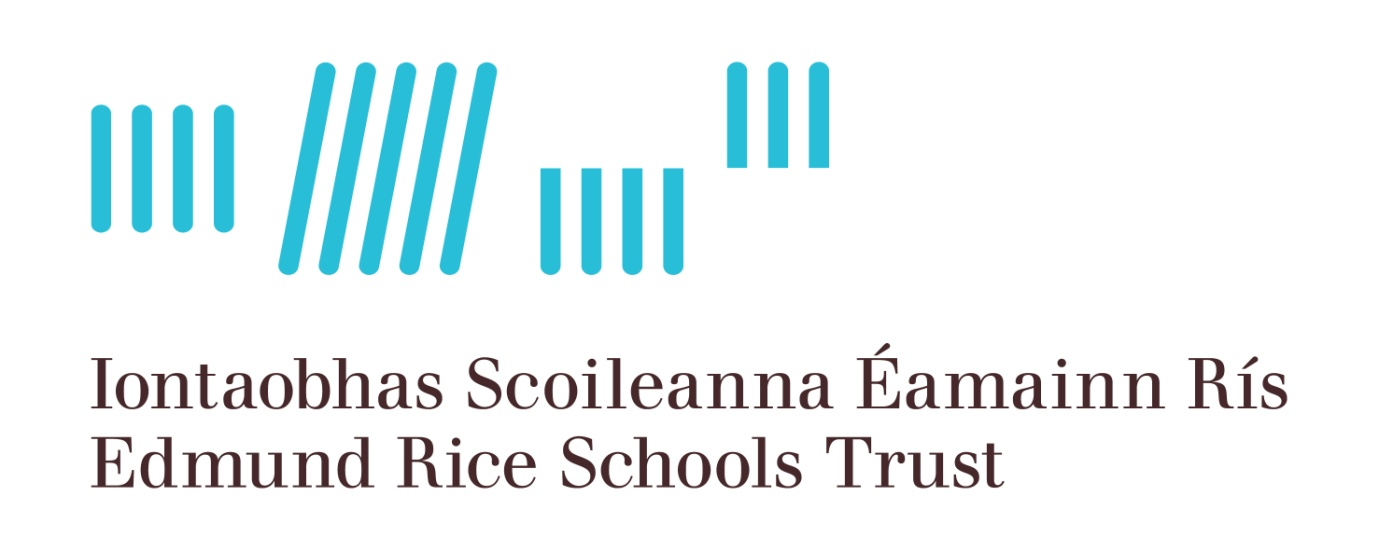 Iontaobhas Scoileanna Éamainn Rís
Edmund Rice Schools Trust